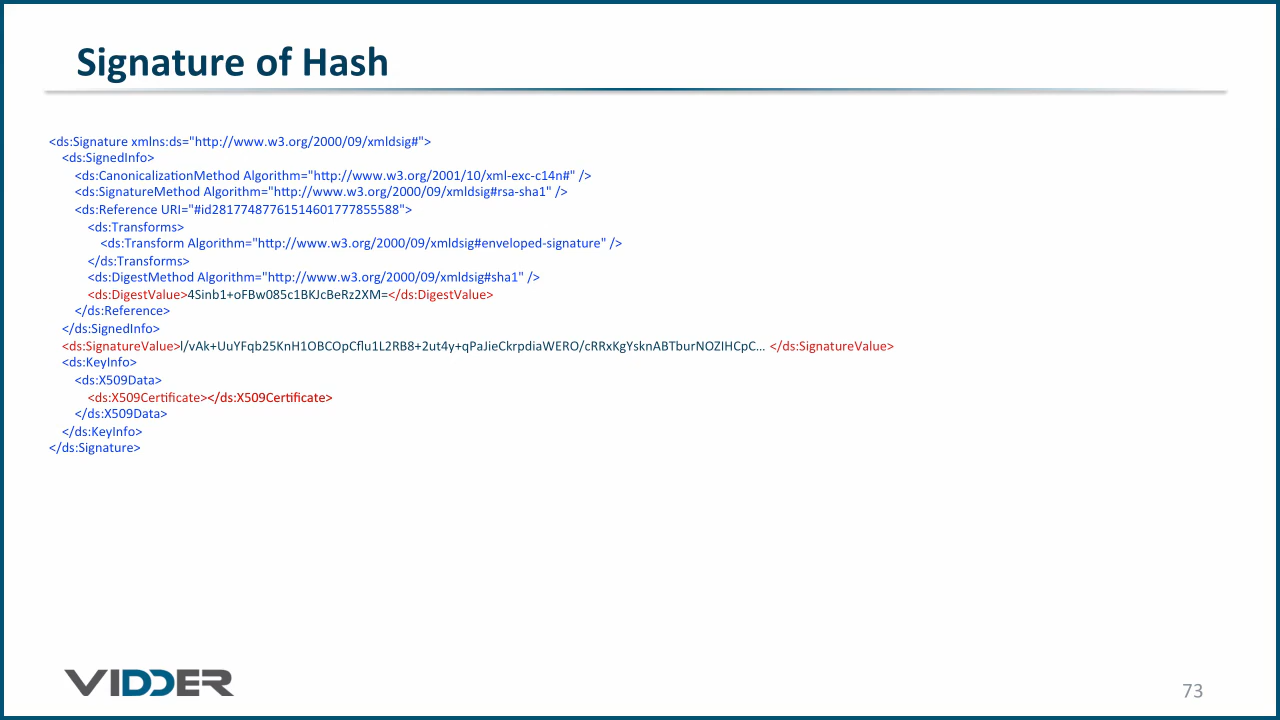 Signature of Hash
<ds:Signature xmlns:ds="http://www.w3.org/2000/09/xmldsig#">
<ds:SignedInfo>
<ds:CanonicalizationMethod Algorithm="http://www.w3.org/2001/10/xml-exc-c14n#" />
<ds:SignatureMethod Algorithm="http://www.w3.org/2000/09/xmldsig#rsa-sha1" />
<ds:Reference URI="#id28177487761514601777855588">
<ds:Transforms>
<ds:Transform Algorithm="http://www.w3.org/2000/09/xmldsig#enveloped-signature" />
</ds:Transforms>
<ds:DigestMethod Algorithm="http://www.w3.org/2000/09/xmldsig#sha1" />
<ds:DigestValue>4Sinb1+oFBw085c1BKJcBeRz2XM=</ds:DigestValue>
</ds:Reference>
</ds:SignedInfo>
<ds:SignatureValue>l/vAk+UuYFqb25KnH1OBCOpCflu1L2RB8+2ut4y+qPaJieCkrpdiaWERO/cRRxKgYsknABTburNOZIHCpC... </ds:SignatureValue>
<ds:KeyInfo>
<ds:X509Data>
<ds:X509Certificate></ds:X509Certificate>
</ds:X509Data>
</ds:KeyInfo>
</ds:Signature>
VIDDER
73